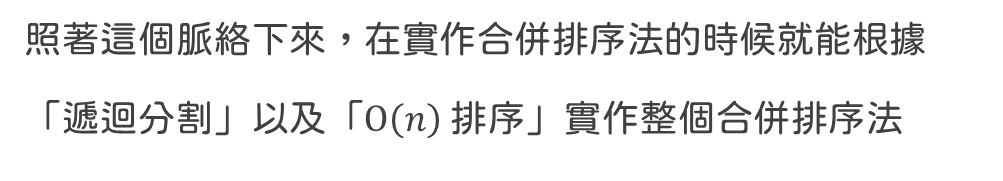 照著這個脈絡下來，在實作合併排序法的時候就能根據
「遞迴分割」以及「O(n) 排序」實作整個合併排序法